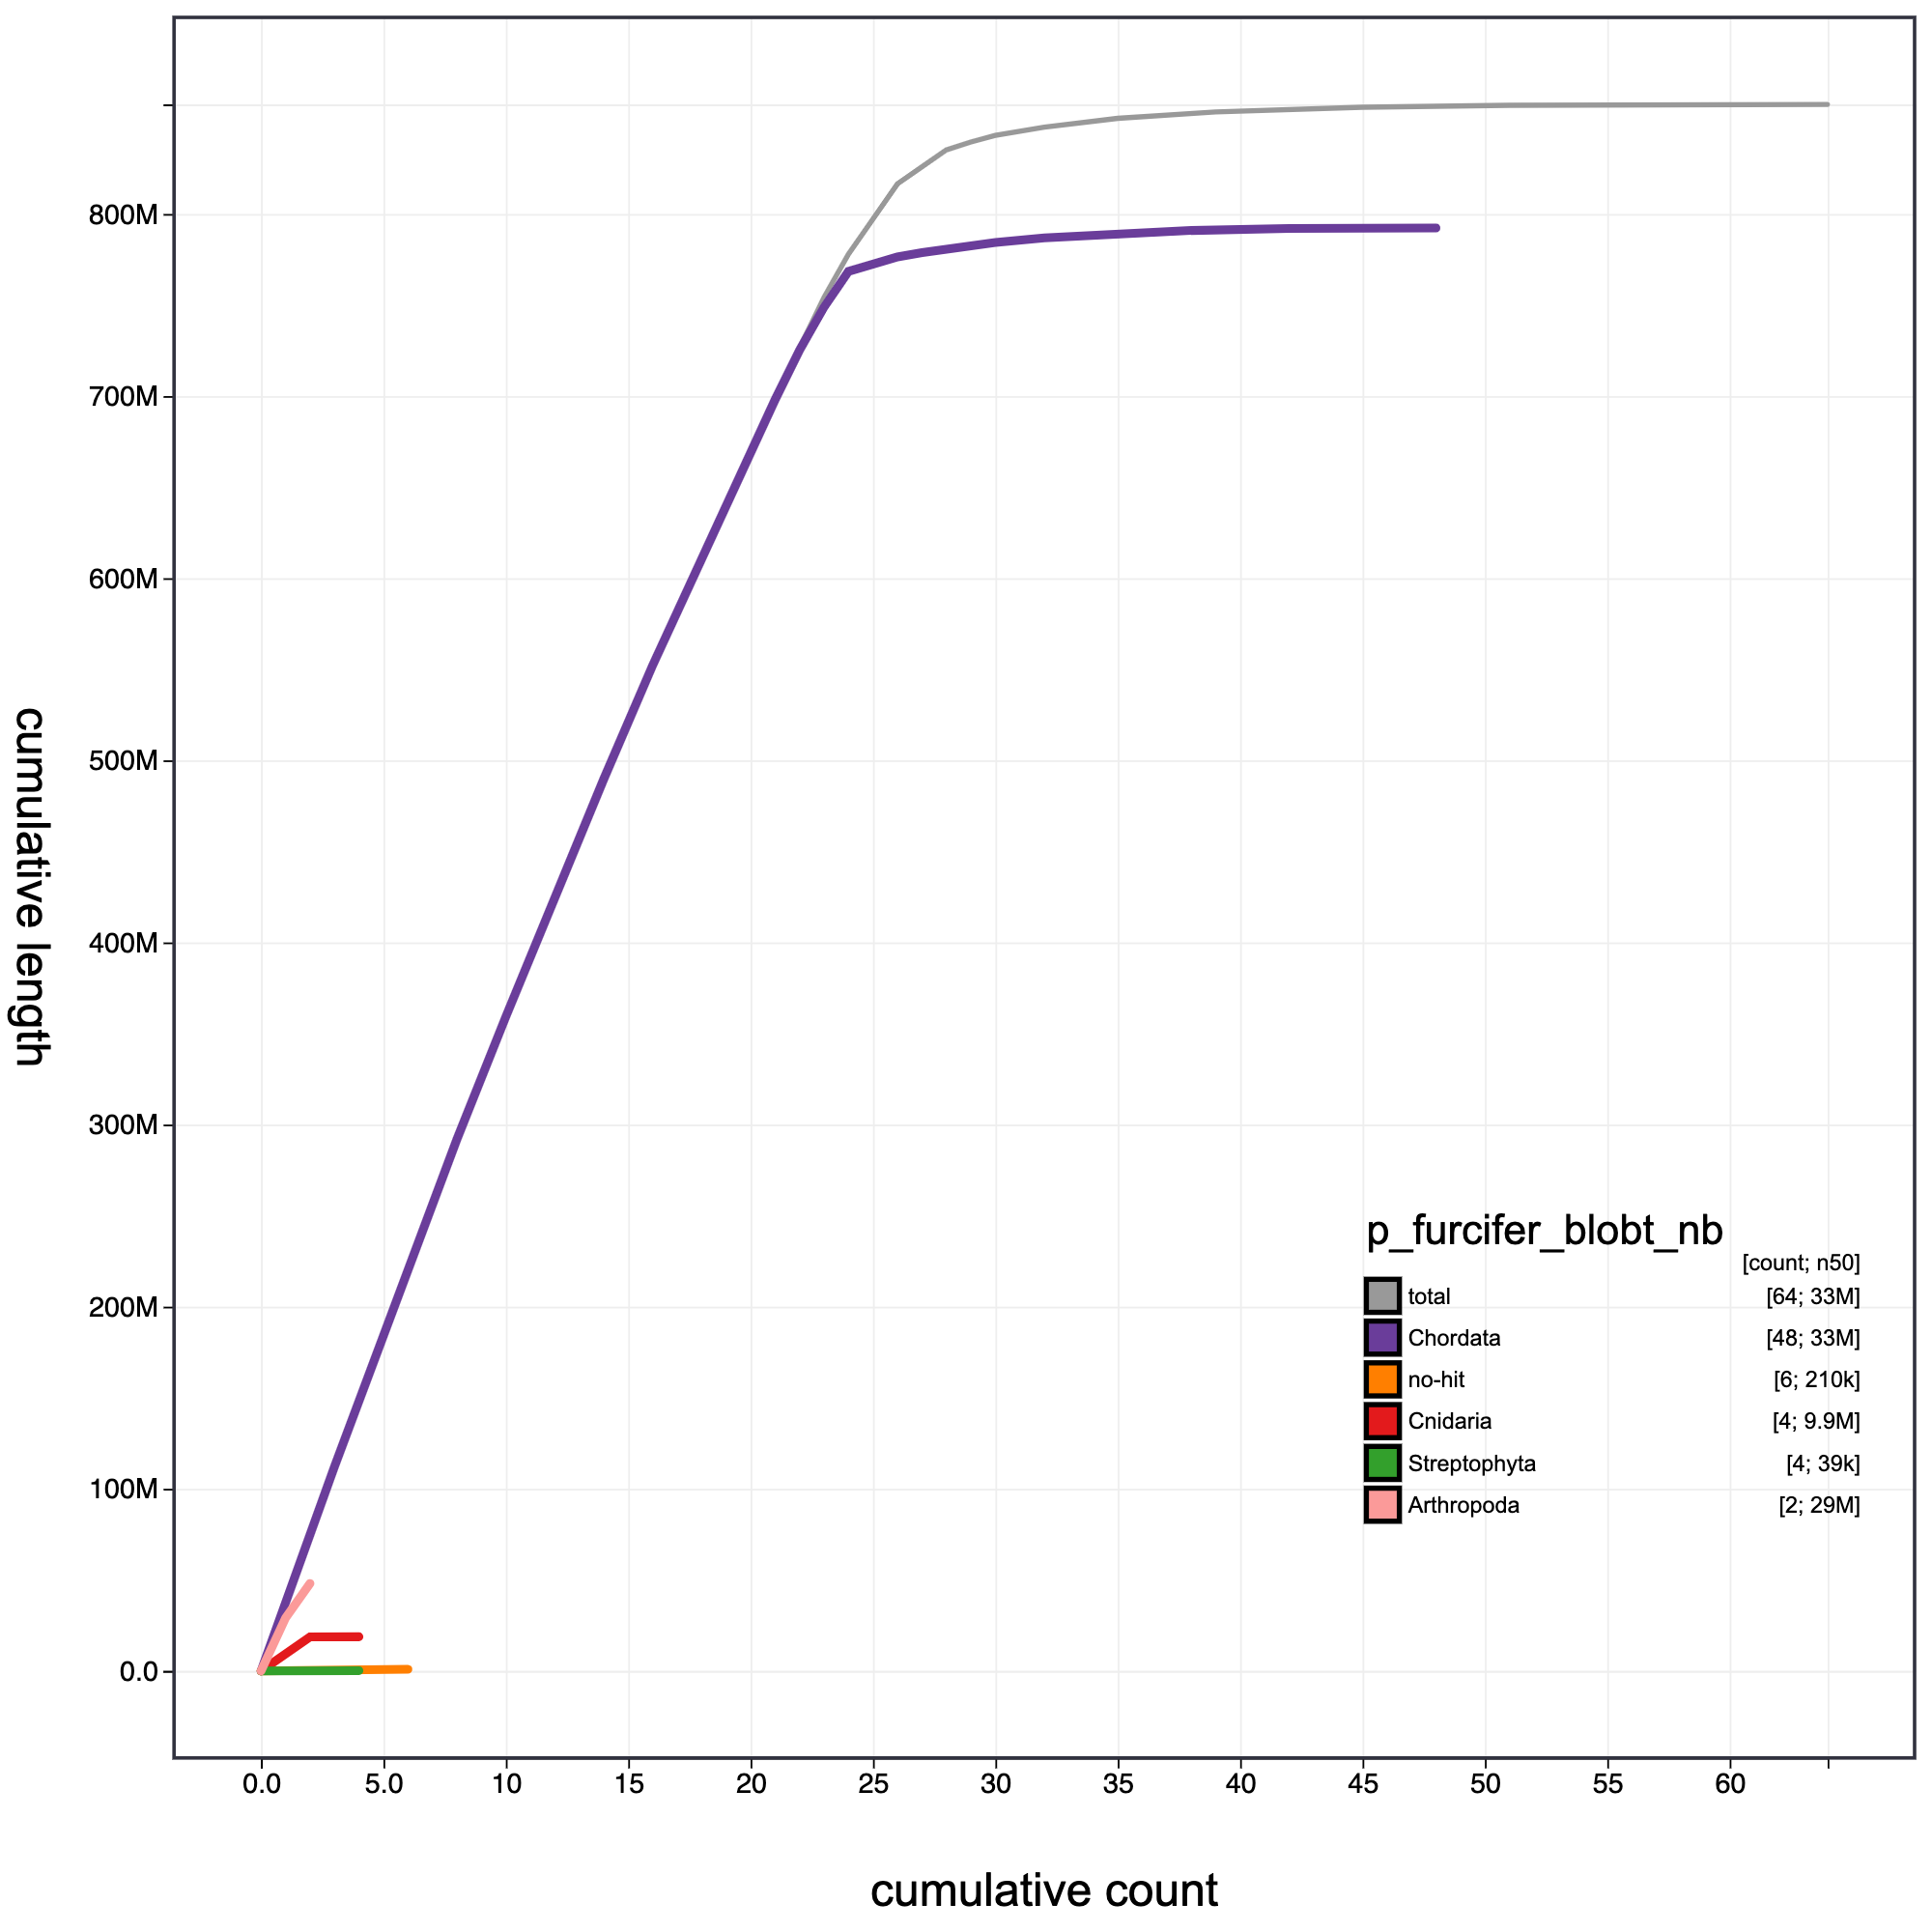 cumulative length
800M
700M
600M
500M
400M
300M
200M
100M
0.0
p_furcifer_blobt_nb
[count; n50]
total [64; 33M]
Chordata [48; 33M]
no-hit [6; 210k]
Cnidaria [4; 9.9M]
Streptophyta [4; 39k]
Arthropoda [2; 29M]
0.0 5.0 10 15 20 25 30 35 40 45 50 55 60
cumulative count